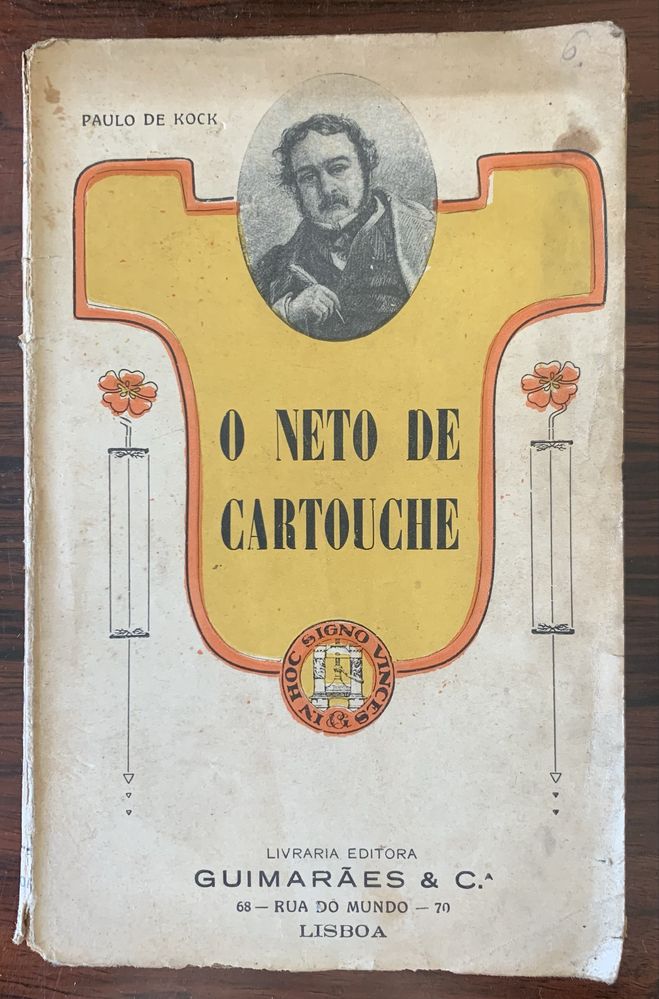 6.
PAULO DE KOCK
O NETO DE
CARTOUCHE
IN HOC SIGNO VINCES
G
LIVRARIA EDITORA
GUIMARÃES & C.ᴬ
68 — RUA DO MUNDO — 70
LISBOA